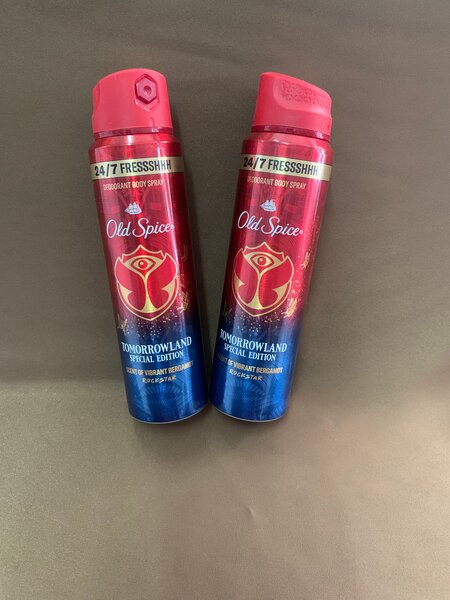 24/7 FRESSSHHH
DEODORANT BODY SPRAY
Old Spice®
TOMORROWLAND
SPECIAL EDITION
SCENT OF VIBRANT BERGAMOT
ROCKSTAR
24/7 FRESSSHHH
DEODORANT BODY SPRAY
Old Spice®
TOMORROWLAND
SPECIAL EDITION
SCENT OF VIBRANT BERGAMOT
ROCKSTAR